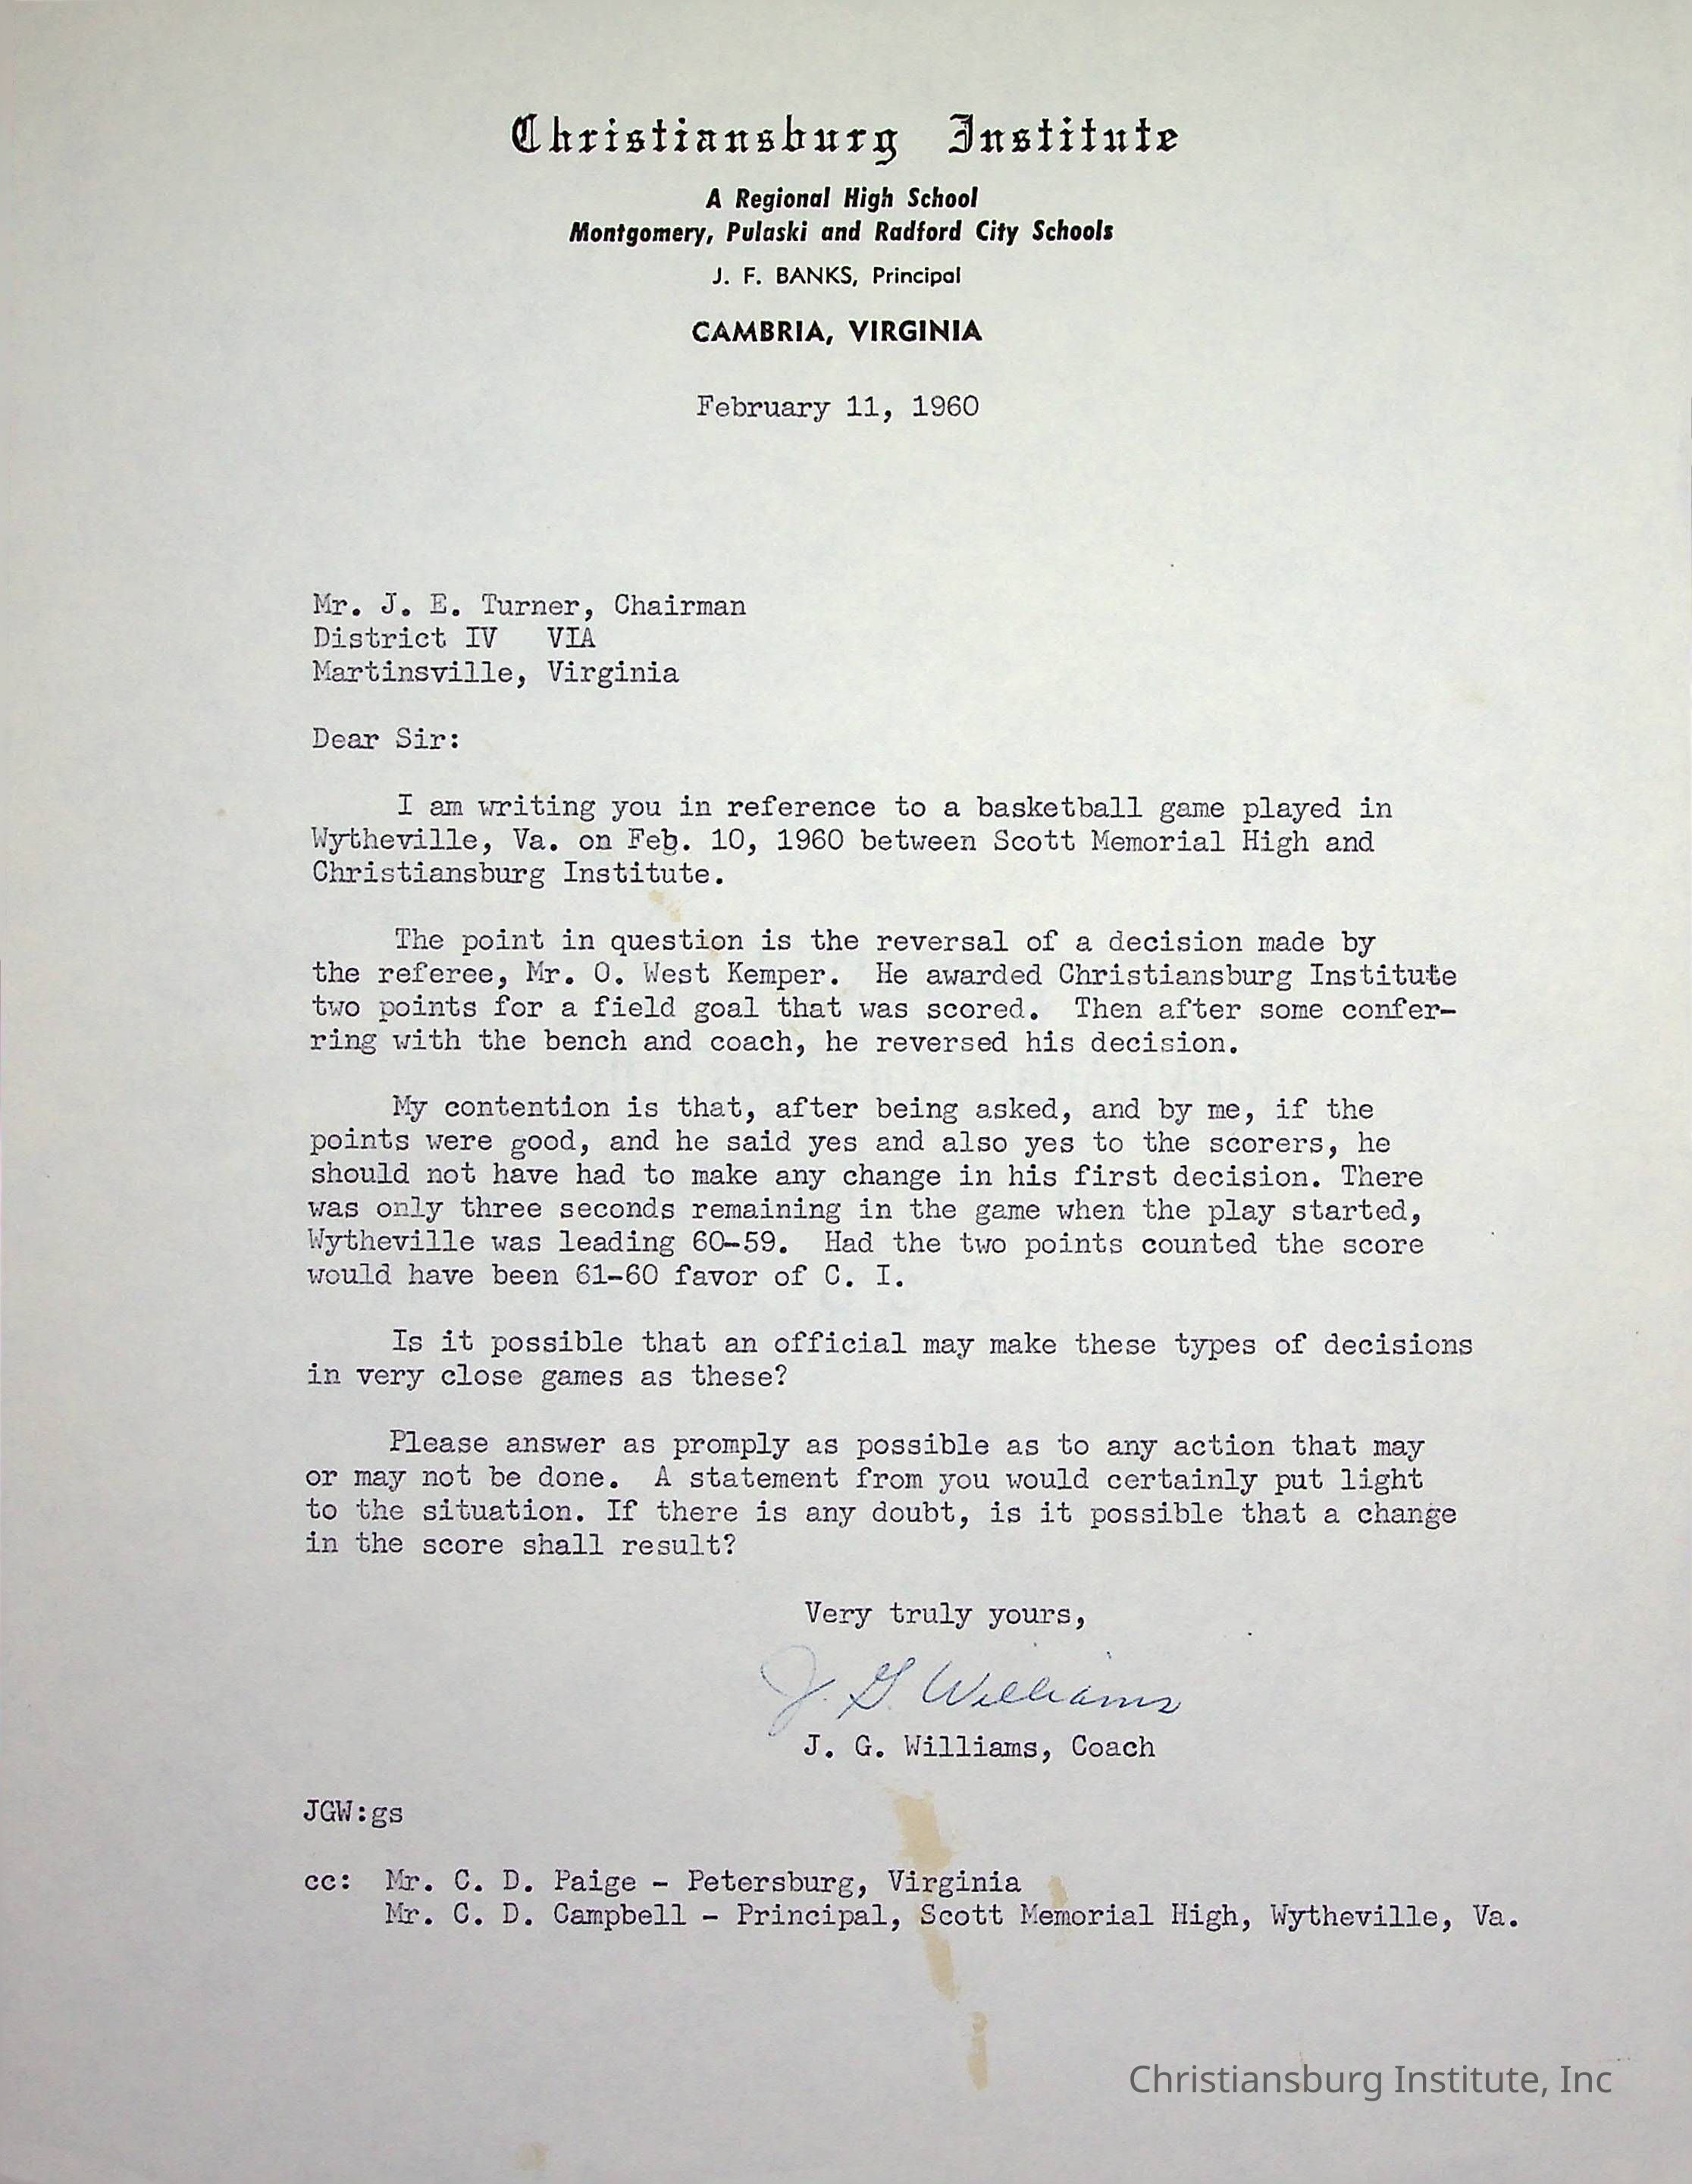 Christiansburg Institute
A Regional High School
Montgomery, Pulaski and Radford City Schools
J. F. BANKS, Principal
CAMBRIA, VIRGINIA
February 11, 1960
Mr. J. E. Turner, Chairman
District IV VIA
Martinsville, Virginia
Dear Sir:
I am writing you in reference to a basketball game played in
Wytheville, Va. on Feb. 10, 1960 between Scott Memorial High and
Christiansburg Institute.
The point in question is the reversal of a decision made by
the referee, Mr. O. West Kemper. He awarded Christiansburg Institute
two points for a field goal that was scored. Then after some confer-
ring with the bench and coach, he reversed his decision.
My contention is that, after being asked, and by me, if the
points were good, and he said yes and also yes to the scorers, he
should not have had to make any change in his first decision. There
was only three seconds remaining in the game when the play started,
Wytheville was leading 60-59. Had the two points counted the score
would have been 61-60 favor of C. I.
Is it possible that an official may make these types of decisions
in very close games as these?
Please answer as promply as possible as to any action that may
or may not be done. A statement from you would certainly put light
to the situation. If there is any doubt, is it possible that a change
in the score shall result?
Very truly yours,
J. G. Williams
J. G. Williams, Coach
JGW:gs
cc: Mr. C. D. Paige - Petersburg, Virginia
Mr. C. D. Campbell - Principal, Scott Memorial High, Wytheville, Va.
Christiansburg Institute, Inc